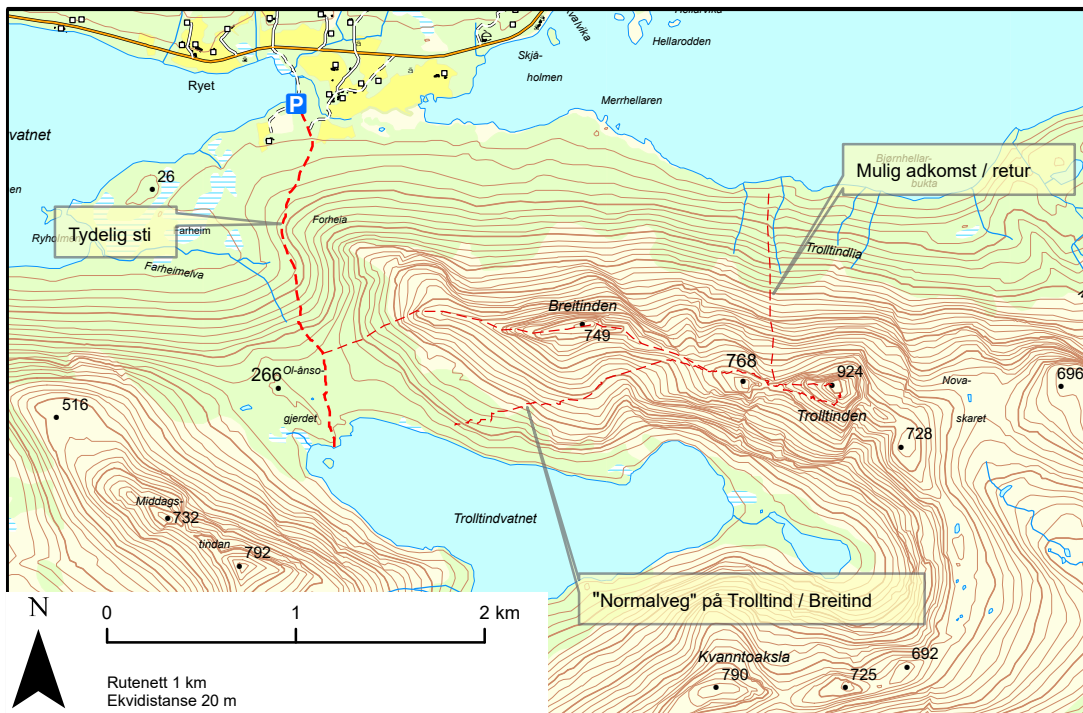 Hellarvika
Kvalvika
Hellarodden
Skjå-
holmen
Ryet
P
Merrhellaren
vatnet
26
Mulig adkomst / retur
Bjørnhellar-
bukta
Forheia
Tydelig sti
Farheim
Ryholmen
Trolltindlia
Farheimelva
Breitinden
749
768
924
696
Ol-ånso-
266
Nova-
516
gjerdet
Trolltinden
skaret
728
Middags-
732
Trolltindvatnet
tindan
792
"Normalveg" på Trolltind / Breitind
N
0
1
2 km
Kvanntoaksla
692
790
725
Rutenett 1 km
Ekvidistanse 20 m